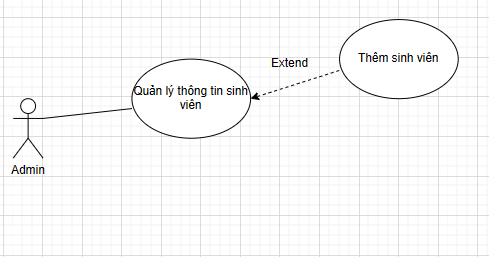 Thêm sinh viên
Extend
Quản lý thông tin sinh
viên
Admin